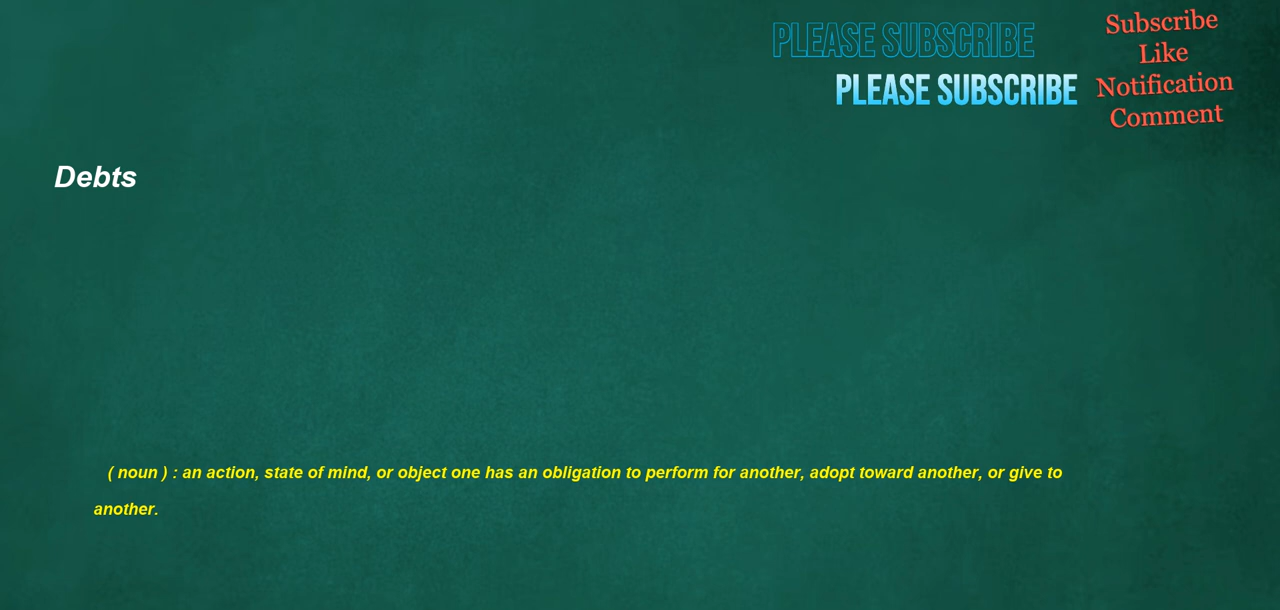 PLEASE SUBSCRIBE
PLEASE SUBSCRIBE
Subscribe
Like
Notification
Comment
Debts
( noun ) : an action, state of mind, or object one has an obligation to perform for another, adopt toward another, or give to
another.